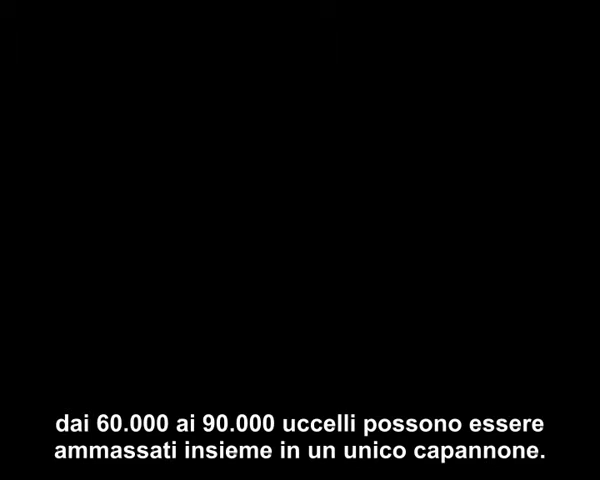 dai 60.000 ai 90.000 uccelli possono essere
ammassati insieme in un unico capannone.